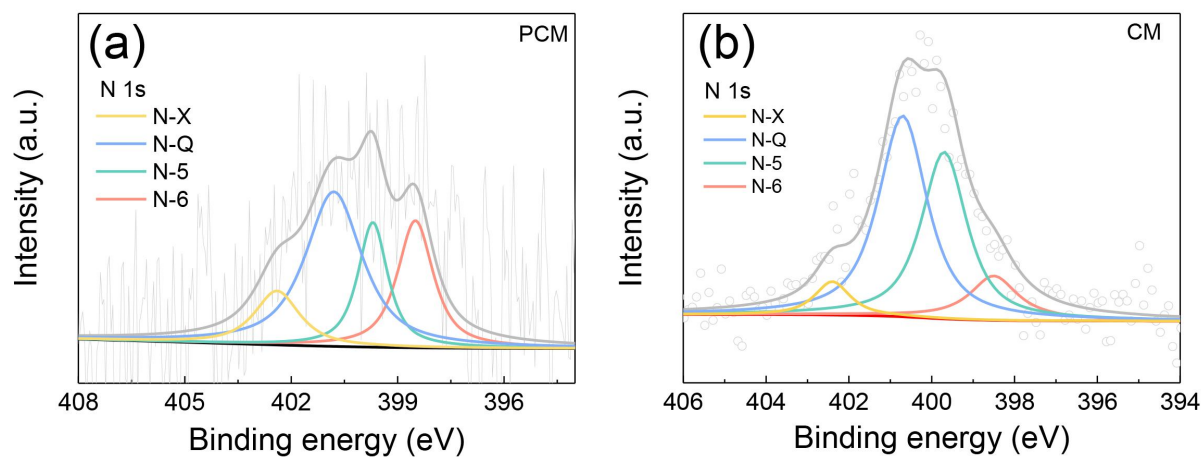 (a)
PCM
N 1s
N-X
N-Q
N-5
N-6
Intensity (a.u.)
408 405 402 399 396
Binding energy (eV)
(b)
CM
N 1s
N-X
N-Q
N-5
N-6
Intensity (a.u.)
406 404 402 400 398 396 394
Binding energy (eV)